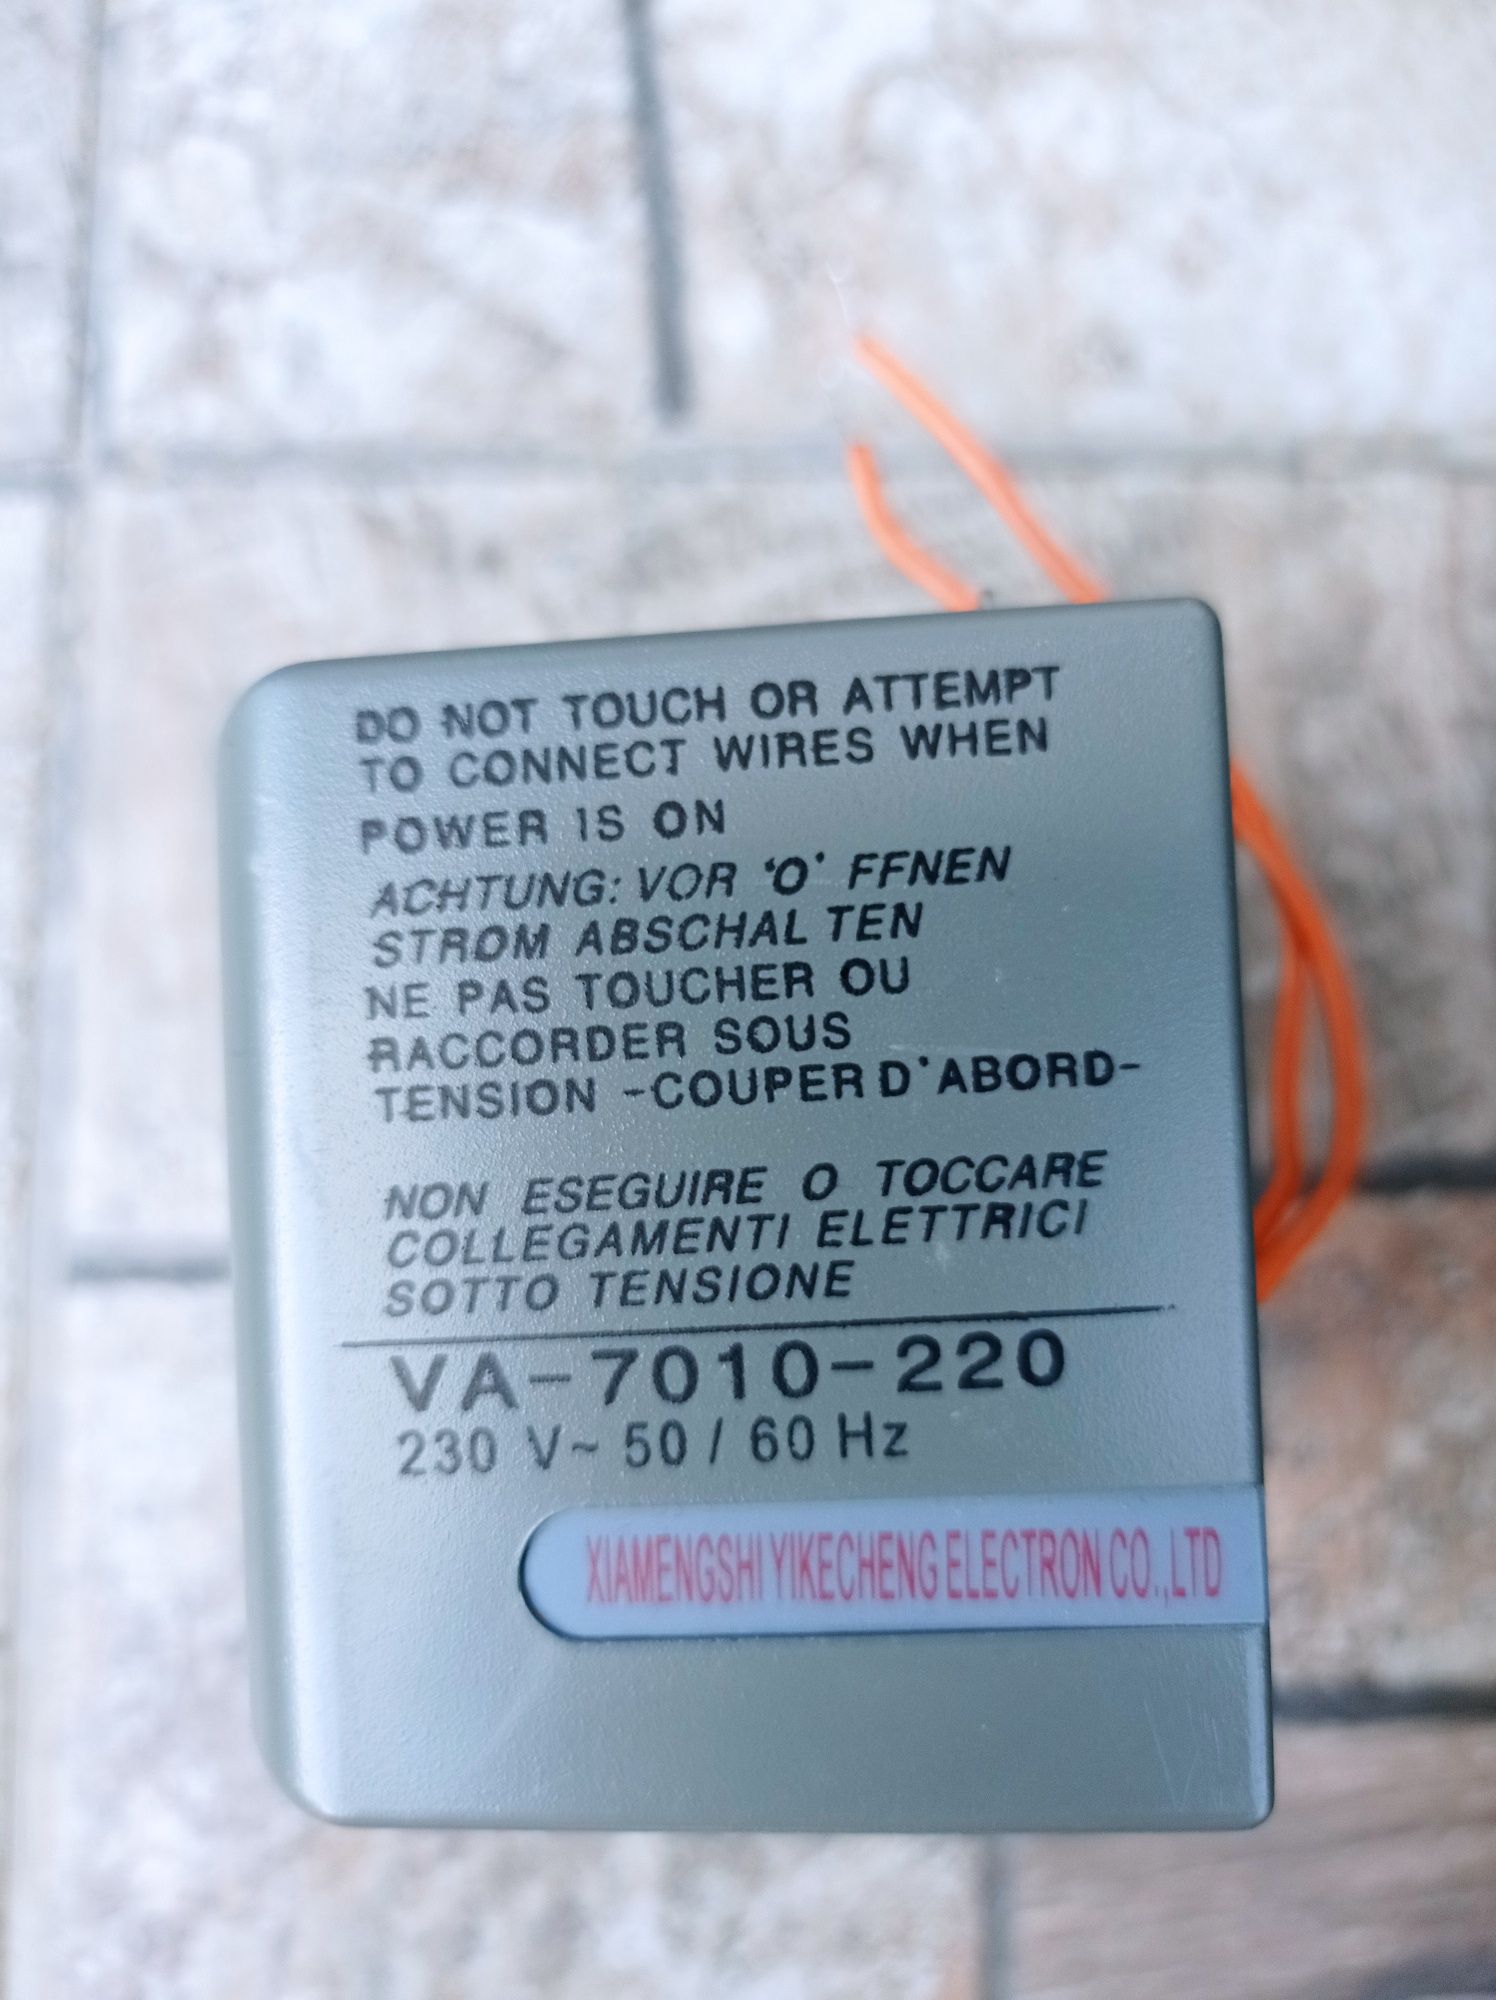 DO NOT TOUCH OR ATTEMPT
TO CONNECT WIRES WHEN
POWER IS ON
ACHTUNG: VOR 'O' FFNEN
STROM ABSCHAL TEN
NE PAS TOUCHER OU
RACCORDER SOUS
TENSION -COUPER D'ABORD-
NON ESEGUIRE O TOCCARE
COLLEGAMENTI ELETTRICI
SOTTO TENSIONE
VA-7010-220
230 V~ 50 / 60 Hz
XIAMENGSHI YIKECHENG ELECTRON CO.,LTD